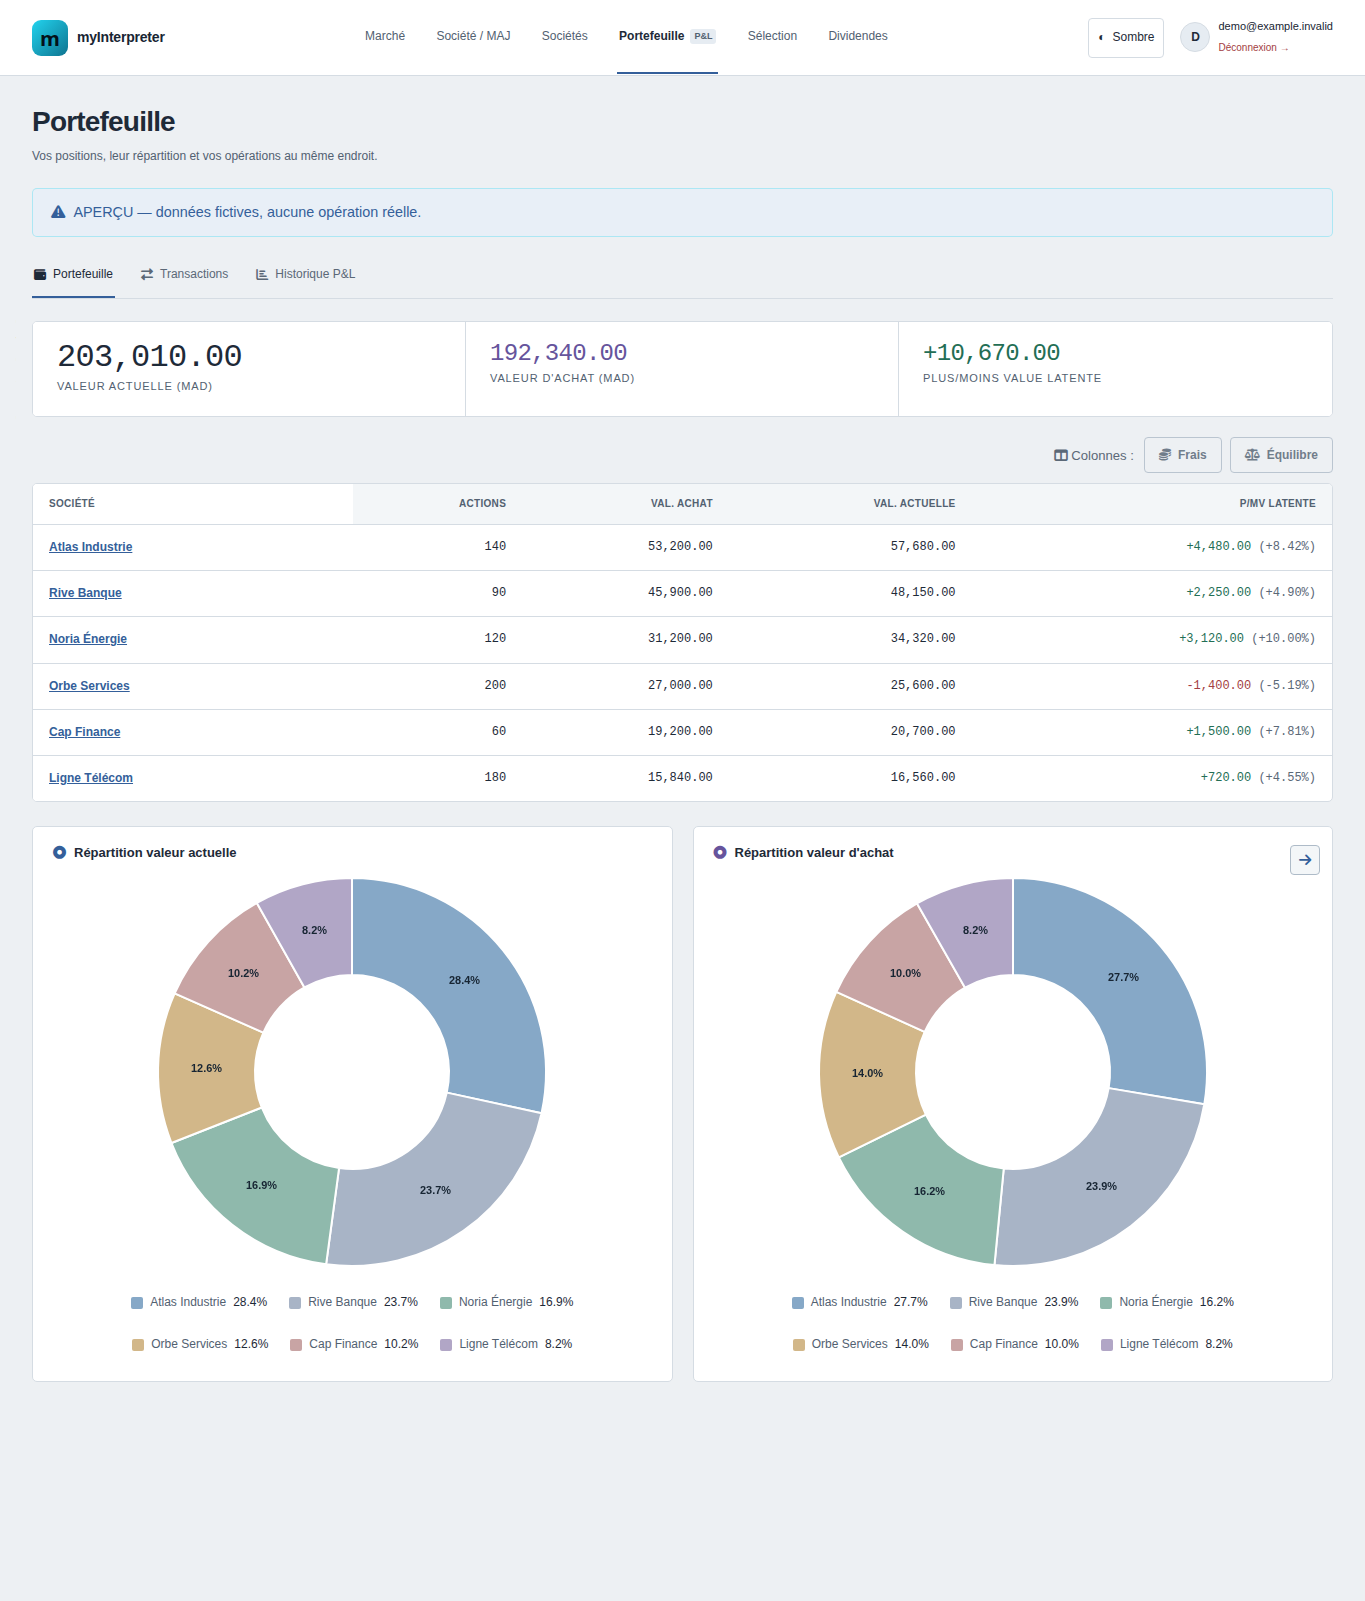 m myInterpreter Marché Société / MAJ Sociétés Portefeuille P&L Sélection Dividendes Sombre D demo@example.invalid
Déconnexion →
Portefeuille
Vos positions, leur répartition et vos opérations au même endroit.
APERÇU — données fictives, aucune opération réelle.
Portefeuille Transactions Historique P&L
203,010.00 192,340.00 +10,670.00
VALEUR ACTUELLE (MAD) VALEUR D'ACHAT (MAD) PLUS/MOINS VALUE LATENTE
Colonnes : Frais Équilibre
SOCIÉTÉ ACTIONS VAL. ACHAT VAL. ACTUELLE P/MV LATENTE
Atlas Industrie 140 53,200.00 57,680.00 +4,480.00 (+8.42%)
Rive Banque 90 45,900.00 48,150.00 +2,250.00 (+4.90%)
Noria Énergie 120 31,200.00 34,320.00 +3,120.00 (+10.00%)
Orbe Services 200 27,000.00 25,600.00 -1,400.00 (-5.19%)
Cap Finance 60 19,200.00 20,700.00 +1,500.00 (+7.81%)
Ligne Télécom 180 15,840.00 16,560.00 +720.00 (+4.55%)
Répartition valeur actuelle
8.2%
10.2%
28.4%
12.6%
16.9%
23.7%
Atlas Industrie 28.4% Rive Banque 23.7% Noria Énergie 16.9%
Orbe Services 12.6% Cap Finance 10.2% Ligne Télécom 8.2%
Répartition valeur d'achat
8.2%
10.0%
27.7%
14.0%
16.2%
23.9%
Atlas Industrie 27.7% Rive Banque 23.9% Noria Énergie 16.2%
Orbe Services 14.0% Cap Finance 10.0% Ligne Télécom 8.2%